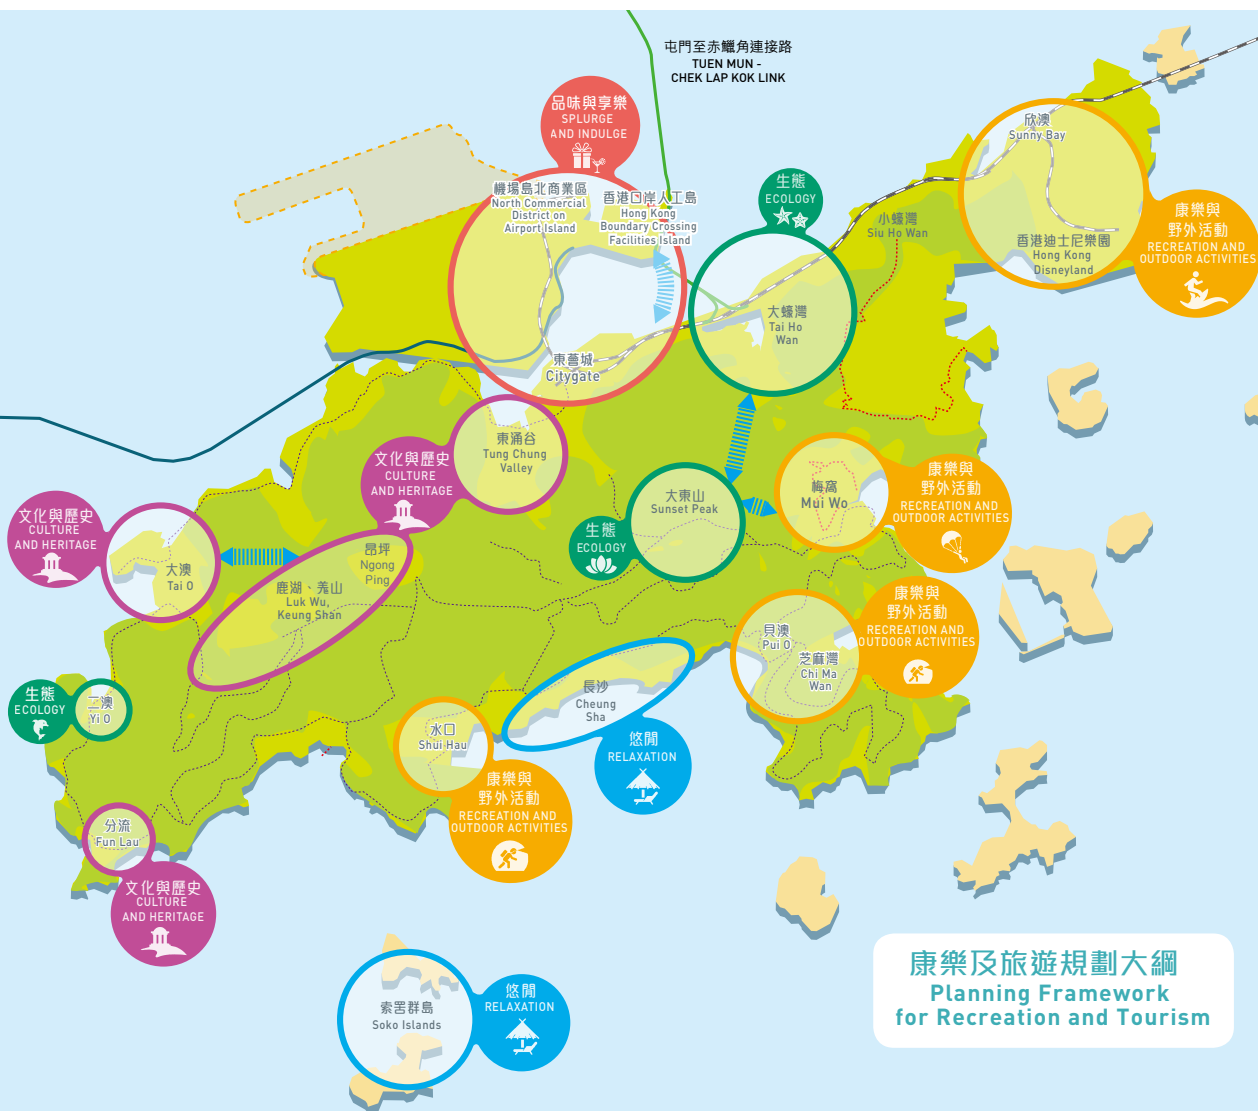 屯門至赤鱲角連接路
TUEN MUN -
CHEK LAP KOK LINK
品味與享樂
SPLURGE
AND INDULGE
機場島北商業區
North Commercial
District on
Airport Island
香港口岸人工島
Hong Kong
Boundary Crossing
Facilities Island
東薈城
Citygate
生態
ECOLOGY
大蠔灣
Tai Ho
Wan
小蠔灣
Siu Ho Wan
欣澳
Sunny Bay
香港迪士尼樂園
Hong Kong
Disneyland
康樂與
野外活動
RECREATION AND
OUTDOOR ACTIVITIES
東涌谷
Tung Chung
Valley
文化與歷史
CULTURE
AND HERITAGE
文化與歷史
CULTURE
AND HERITAGE
大澳
Tai O
昂坪
Ngong
Ping
鹿湖、羗山
Luk Wu,
Keung Shan
大東山
Sunset Peak
生態
ECOLOGY
梅窩
Mui Wo
康樂與
野外活動
RECREATION AND
OUTDOOR ACTIVITIES
貝澳
Pui O
芝麻灣
Chi Ma
Wan
康樂與
野外活動
RECREATION AND
OUTDOOR ACTIVITIES
生態
ECOLOGY
二澳
Yi O
長沙
Cheung
Sha
悠閒
RELAXATION
水口
Shui Hau
康樂與
野外活動
RECREATION AND
OUTDOOR ACTIVITIES
分流
Fun Lau
文化與歷史
CULTURE
AND HERITAGE
索罟群島
Soko Islands
悠閒
RELAXATION
康樂及旅遊規劃大綱
Planning Framework
for Recreation and Tourism